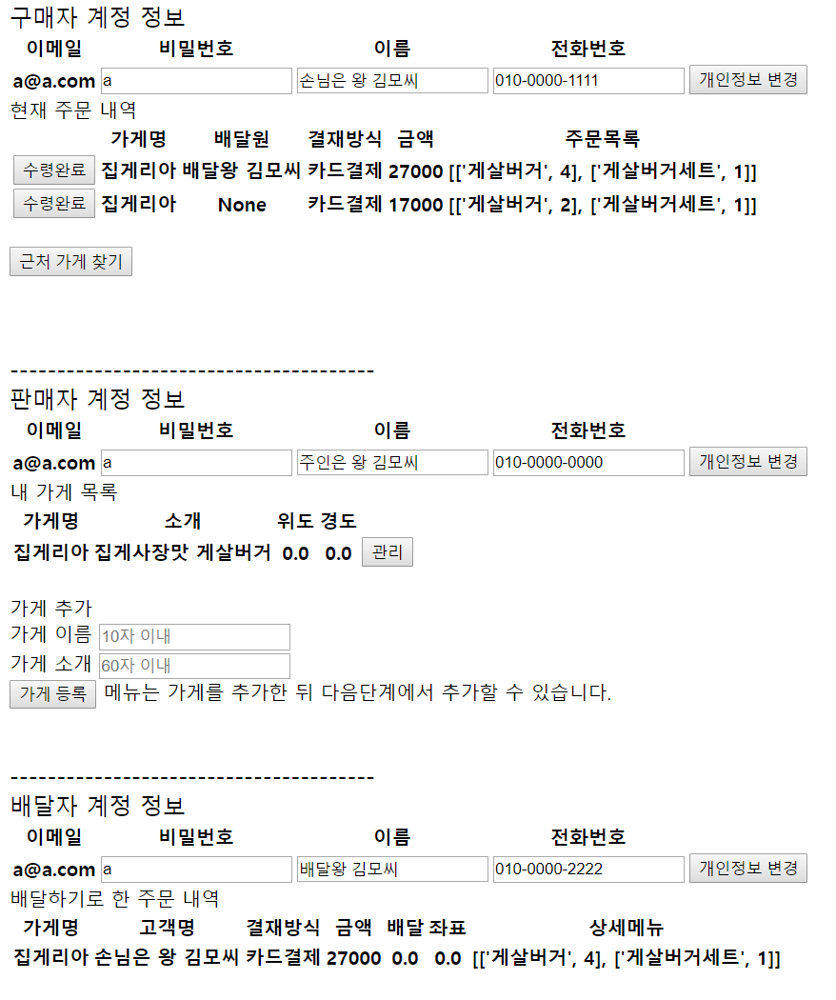 구매자 계정 정보
이메일 비밀번호 이름 전화번호
a@a.com a 손님은 왕 김모씨 010-0000-1111 개인정보 변경
현재 주문 내역
가게명 배달원 결재방식 금액 주문목록
수령완료 집게리아 배달왕 김모씨 카드결제 27000 [['게살버거', 4], ['게살버거세트', 1]]
수령완료 집게리아 None 카드결제 17000 [['게살버거', 2], ['게살버거세트', 1]]
근처 가게 찾기
---------------------------------------
판매자 계정 정보
이메일 비밀번호 이름 전화번호
a@a.com a 주인은 왕 김모씨 010-0000-0000 개인정보 변경
내 가게 목록
가게명 소개 위도 경도
집게리아 집게사장맛 게살버거 0.0 0.0 관리
가게 추가
가게 이름 10자 이내
가게 소개 60자 이내
가게 등록 메뉴는 가게를 추가한 뒤 다음단계에서 추가할 수 있습니다.
---------------------------------------
배달자 계정 정보
이메일 비밀번호 이름 전화번호
a@a.com a 배달왕 김모씨 010-0000-2222 개인정보 변경
배달하기로 한 주문 내역
가게명 고객명 결재방식 금액 배달 좌표 상세메뉴
집게리아 손님은 왕 김모씨 카드결제 27000 0.0 0.0 [['게살버거', 4], ['게살버거세트', 1]]